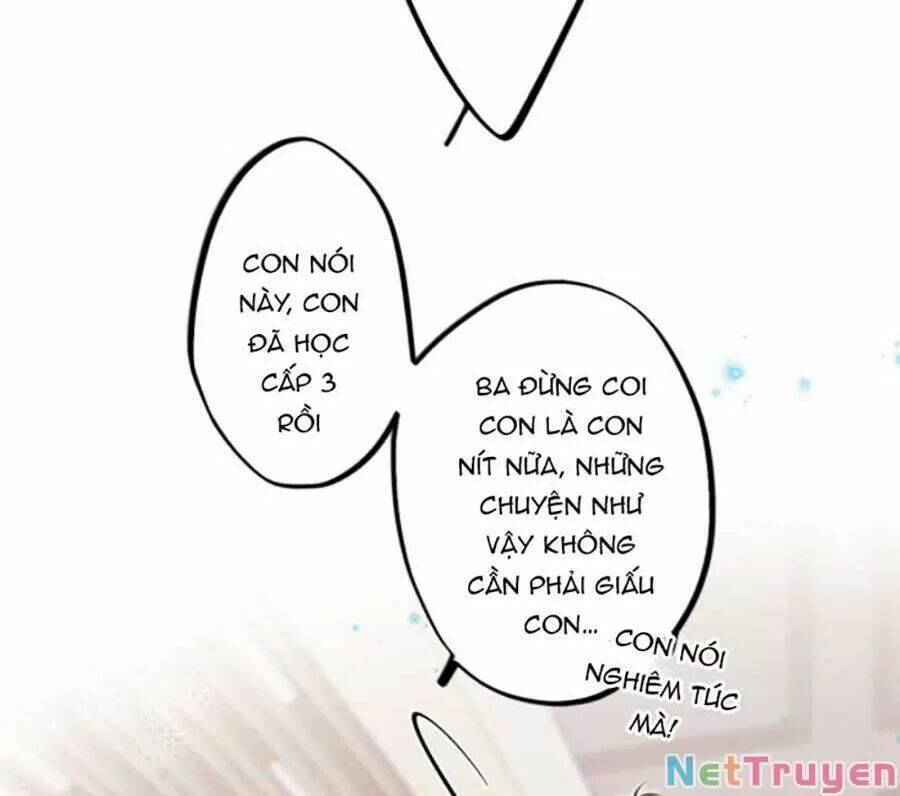 CON NÓI
NÀY, CON
ĐÃ HỌC
CẤP 3
RỒI
BA ĐỪNG COI
CON LÀ CON
NÍT NỮA, NHỮNG
CHUYỆN NHƯ
VẬY KHÔNG
CẦN PHẢI GIẤU
CON...
CON NÓI
NGHIÊM TÚC
MÀ!
NetTruyen